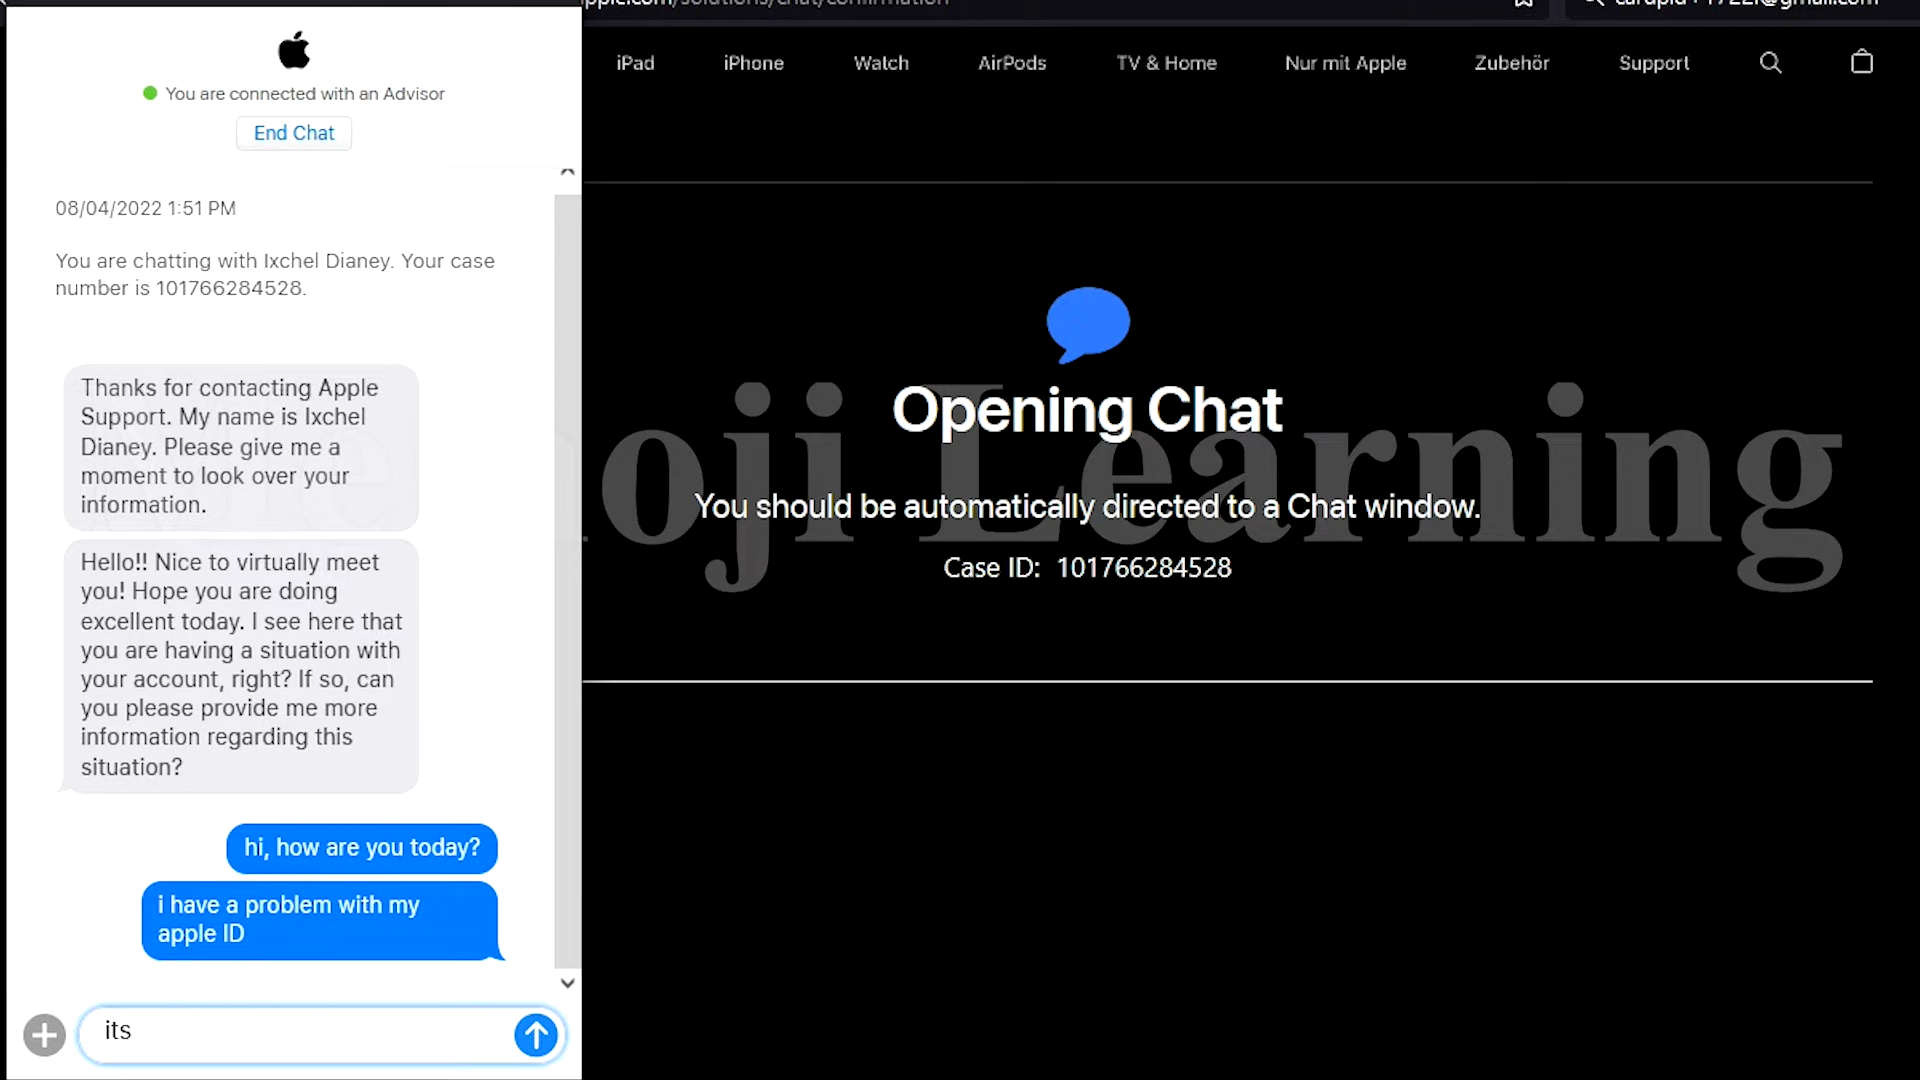 You are connected with an Advisor
End Chat
08/04/2022 1:51 PM
You are chatting with Ixchel Dianey. Your case
number is 101766284528.
Thanks for contacting Apple
Support. My name is Ixchel
Dianey. Please give me a
moment to look over your
information.
Hello!! Nice to virtually meet
you! Hope you are doing
excellent today. I see here that
you are having a situation with
your account, right? If so, can
you please provide me more
information regarding this
situation?
hi, how are you today?
i have a problem with my
apple ID
its
iPad iPhone Watch AirPods TV & Home Nur mit Apple Zubehör Support
Opening Chat
You should be automatically directed to a Chat window.
Case ID: 101766284528
Learning